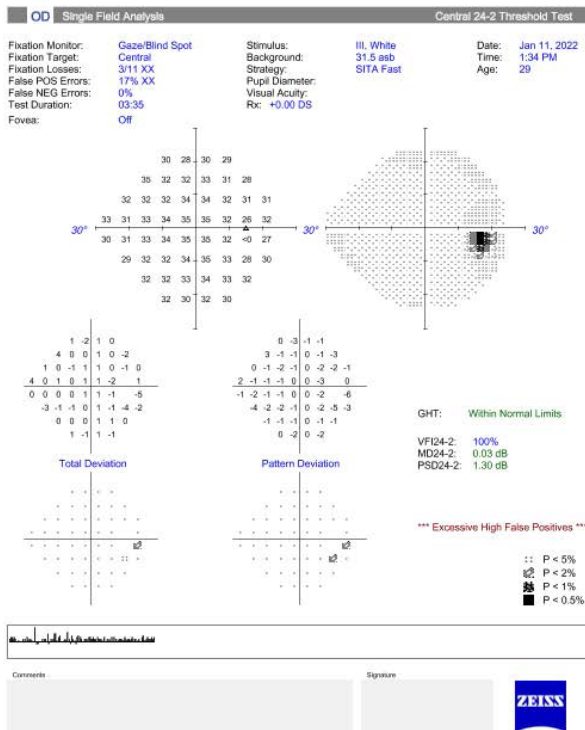 OD Single Field Analysis Central 24-2 Threshold Test
Fixation Monitor: Gaze/Blind Spot Stimulus: III, White Date: Jan 11, 2022
Fixation Target: Central Background: 31.5 asb Time: 1:34 PM
Fixation Losses: 3/11 XX Strategy: SITA Fast Age: 29
False POS Errors: 17% XX Pupil Diameter:
False NEG Errors: 0% Visual Acuity:
Test Duration: 03:35 Rx: +0.00 DS
Fovea: Off
30 28 30 29
35 32 32 33 31 28
32 32 32 34 34 32 31 31
33 31 33 34 35 35 32 26 32
30° 30° 30°
30 31 33 34 35 35 32 <0 27
29 32 32 34 35 33 28 30
32 32 33 34 33 32
32 30 32 30
1 -2 1 0 0 -3 -1 -1
4 0 0 1 0 -2 3 -1 -1 0 -1 -3
1 0 -1 1 1 0 -1 0 0 -1 -2 -1 0 -2 -2 -1
4 0 1 0 1 1 -2 1 2 -1 -1 -1 0 0 -3 0
0 0 0 0 1 1 -1 -5 -1 -2 -1 -1 0 0 -2 -6
-3 -1 -1 0 1 -1 -4 -2 -4 -2 -2 -1 0 -2 -5 -3
0 0 0 0 1 1 -1 -1 -1 0 -1 -1
1 -1 1 -1 0 -2 0 -2
GHT: Within Normal Limits
VFI24-2: 100%
MD24-2: 0.03 dB
PSD24-2: 1.30 dB
Total Deviation Pattern Deviation
*** Excessive High False Positives ***
P < 5%
P < 2%
P < 1%
P < 0.5%
Comments Signature
ZEISS